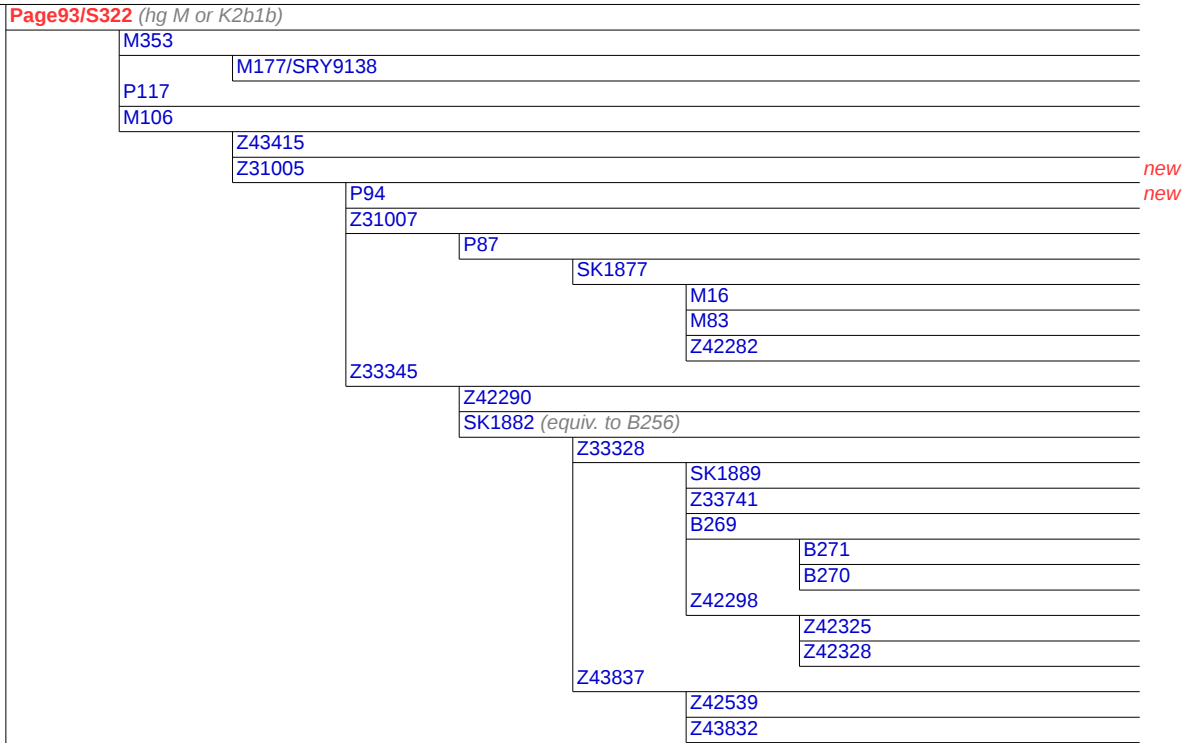 Page93/S322 (hg M or K2b1b)
M353
M177/SRY9138
P117
M106
Z43415
Z31005 new
P94 new
Z31007
P87
SK1877
M16
M83
Z42282
Z33345
Z42290
SK1882 (equiv. to B256)
Z33328
SK1889
Z33741
B269
B271
B270
Z42298
Z42325
Z42328
Z43837
Z42539
Z43832